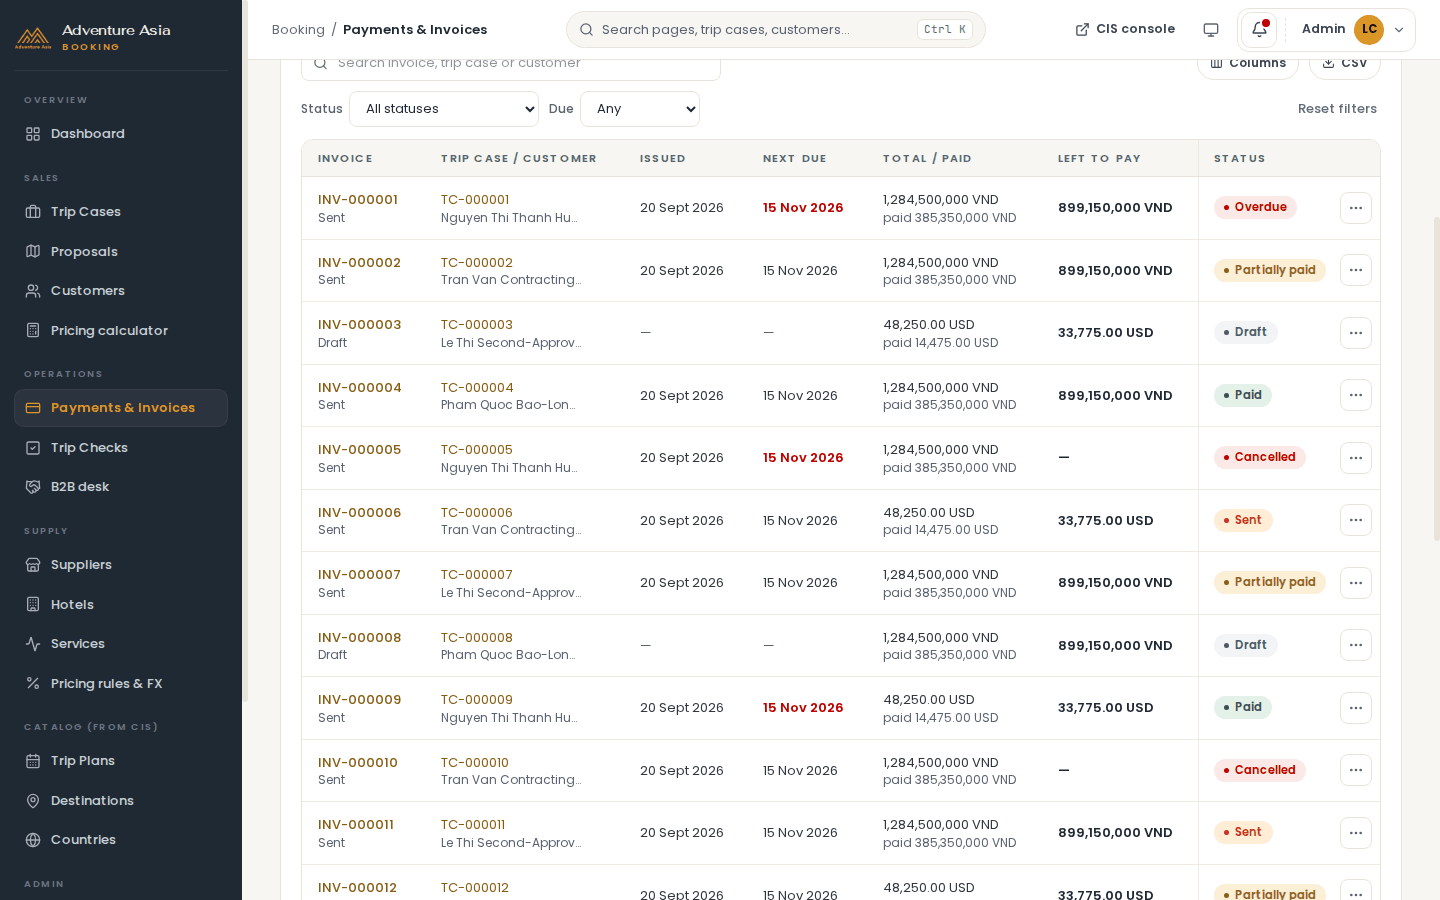 Adventure Asia
BOOKING
Adventure Asia
OVERVIEW
Dashboard
SALES
Trip Cases
Proposals
Customers
Pricing calculator
OPERATIONS
Payments & Invoices
Trip Checks
B2B desk
SUPPLY
Suppliers
Hotels
Services
Pricing rules & FX
CATALOG (FROM CIS)
Trip Plans
Destinations
Countries
ADMIN
Booking / Payments & Invoices
Search pages, trip cases, customers...
Ctrl K
CIS console
Admin
LC
Search invoice, trip case or customer
Columns
CSV
Status
All statuses
Due
Any
Reset filters
INVOICE TRIP CASE / CUSTOMER ISSUED NEXT DUE TOTAL / PAID LEFT TO PAY STATUS
INV-000001 TC-000001 20 Sept 2026 15 Nov 2026 1,284,500,000 VND 899,150,000 VND Overdue
Sent Nguyen Thi Thanh Hu... paid 385,350,000 VND
INV-000002 TC-000002 20 Sept 2026 15 Nov 2026 1,284,500,000 VND 899,150,000 VND Partially paid
Sent Tran Van Contracting... paid 385,350,000 VND
INV-000003 TC-000003 — — 48,250.00 USD 33,775.00 USD Draft
Draft Le Thi Second-Approv... paid 14,475.00 USD
INV-000004 TC-000004 20 Sept 2026 15 Nov 2026 1,284,500,000 VND 899,150,000 VND Paid
Sent Pham Quoc Bao-Lon... paid 385,350,000 VND
INV-000005 TC-000005 20 Sept 2026 15 Nov 2026 1,284,500,000 VND — Cancelled
Sent Nguyen Thi Thanh Hu... paid 385,350,000 VND
INV-000006 TC-000006 20 Sept 2026 15 Nov 2026 48,250.00 USD 33,775.00 USD Sent
Sent Tran Van Contracting... paid 14,475.00 USD
INV-000007 TC-000007 20 Sept 2026 15 Nov 2026 1,284,500,000 VND 899,150,000 VND Partially paid
Sent Le Thi Second-Approv... paid 385,350,000 VND
INV-000008 TC-000008 — — 1,284,500,000 VND 899,150,000 VND Draft
Draft Pham Quoc Bao-Lon... paid 385,350,000 VND
INV-000009 TC-000009 20 Sept 2026 15 Nov 2026 48,250.00 USD 33,775.00 USD Paid
Sent Nguyen Thi Thanh Hu... paid 14,475.00 USD
INV-000010 TC-000010 20 Sept 2026 15 Nov 2026 1,284,500,000 VND — Cancelled
Sent Tran Van Contracting... paid 385,350,000 VND
INV-000011 TC-000011 20 Sept 2026 15 Nov 2026 1,284,500,000 VND 899,150,000 VND Sent
Sent Le Thi Second-Approv... paid 385,350,000 VND
INV-000012 TC-000012 20 Sept 2026 15 Nov 2026 48,250.00 USD 33,775.00 USD Partially paid